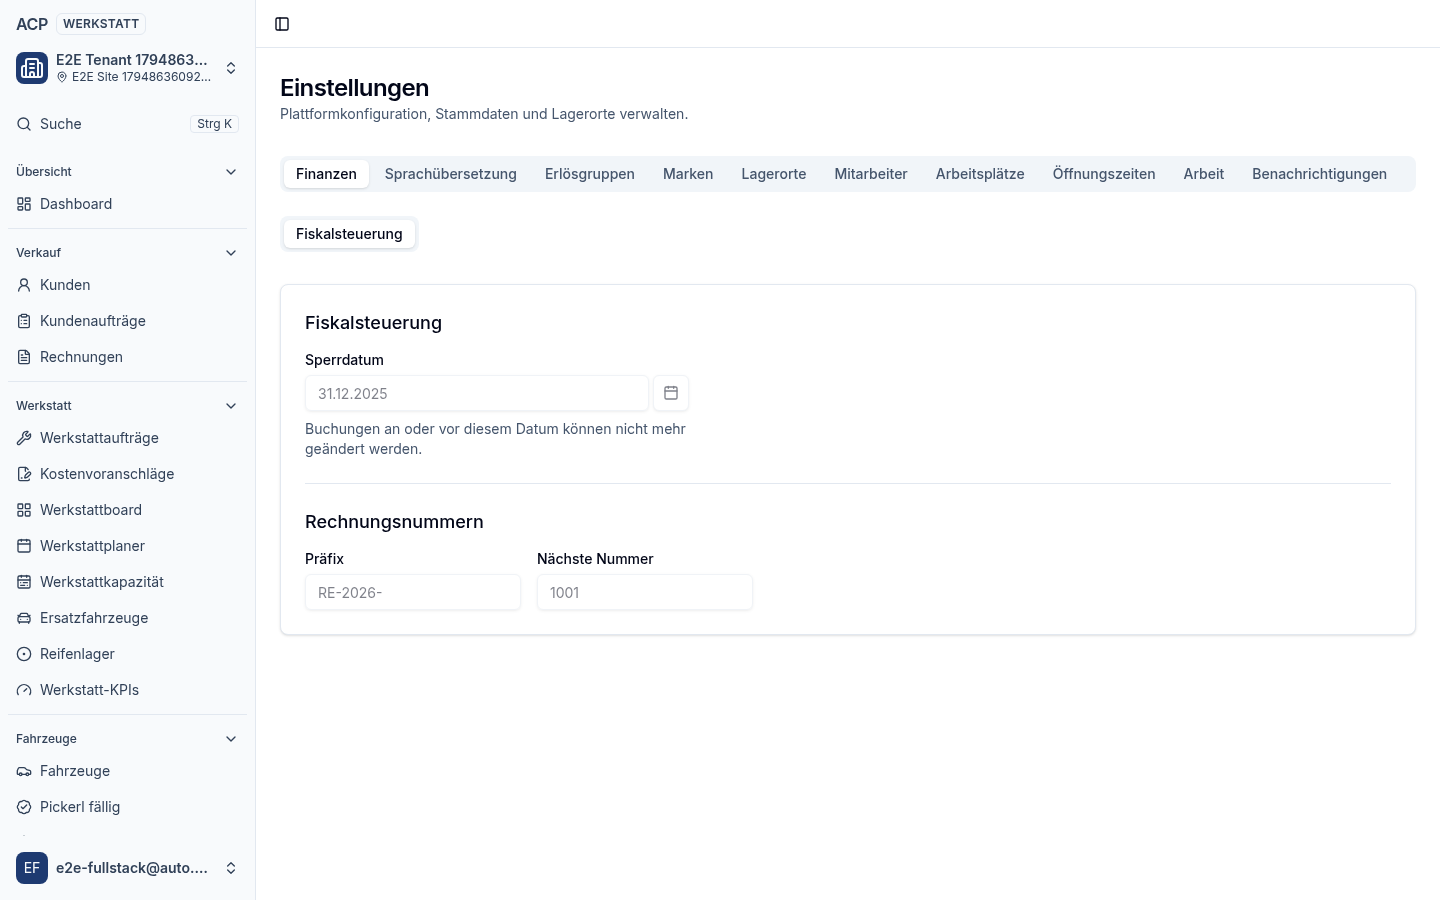 ACP WERKSTATT
E2E Tenant 1794863...
E2E Site 17948636092...
Suche Strg K
Übersicht
Dashboard
Verkauf
Kunden
Kundenaufträge
Rechnungen
Werkstatt
Werkstattaufträge
Kostenvoranschläge
Werkstattboard
Werkstattplaner
Werkstattkapazität
Ersatzfahrzeuge
Reifenlager
Werkstatt-KPIs
Fahrzeuge
Fahrzeuge
Pickerl fällig
EF e2e-fullstack@auto....
Einstellungen
Plattformkonfiguration, Stammdaten und Lagerorte verwalten.
Finanzen Sprachübersetzung Erlösgruppen Marken Lagerorte Mitarbeiter Arbeitsplätze Öffnungszeiten Arbeit Benachrichtigungen
Fiskalsteuerung
Fiskalsteuerung
Sperrdatum
31.12.2025
Buchungen an oder vor diesem Datum können nicht mehr
geändert werden.
Rechnungsnummern
Präfix Nächste Nummer
RE-2026- 1001